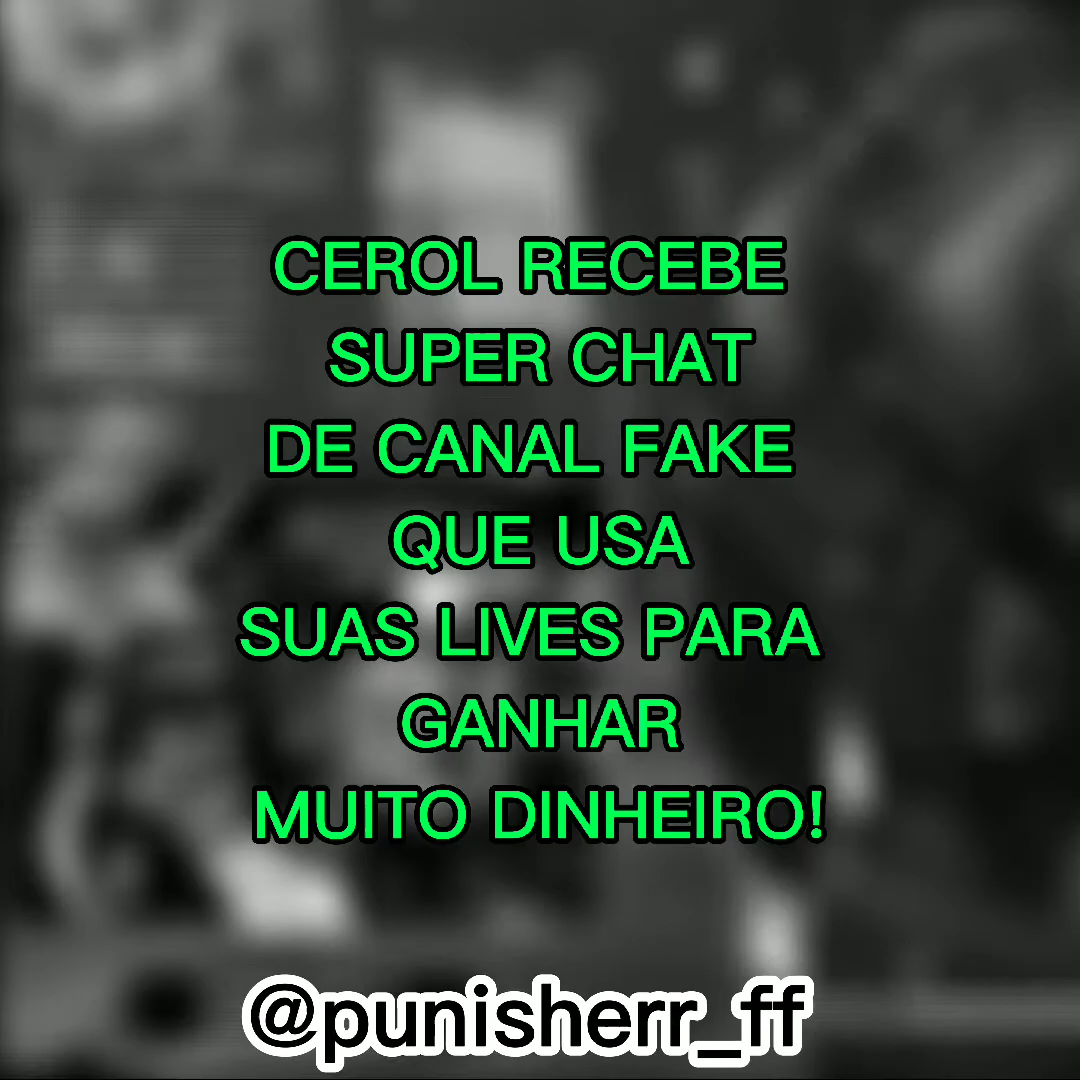 CEROL RECEBE
SUPER CHAT
DE CANAL FAKE
QUE USA
SUAS LIVES PARA
GANHAR
MUITO DINHEIRO!
@punisherr_ff